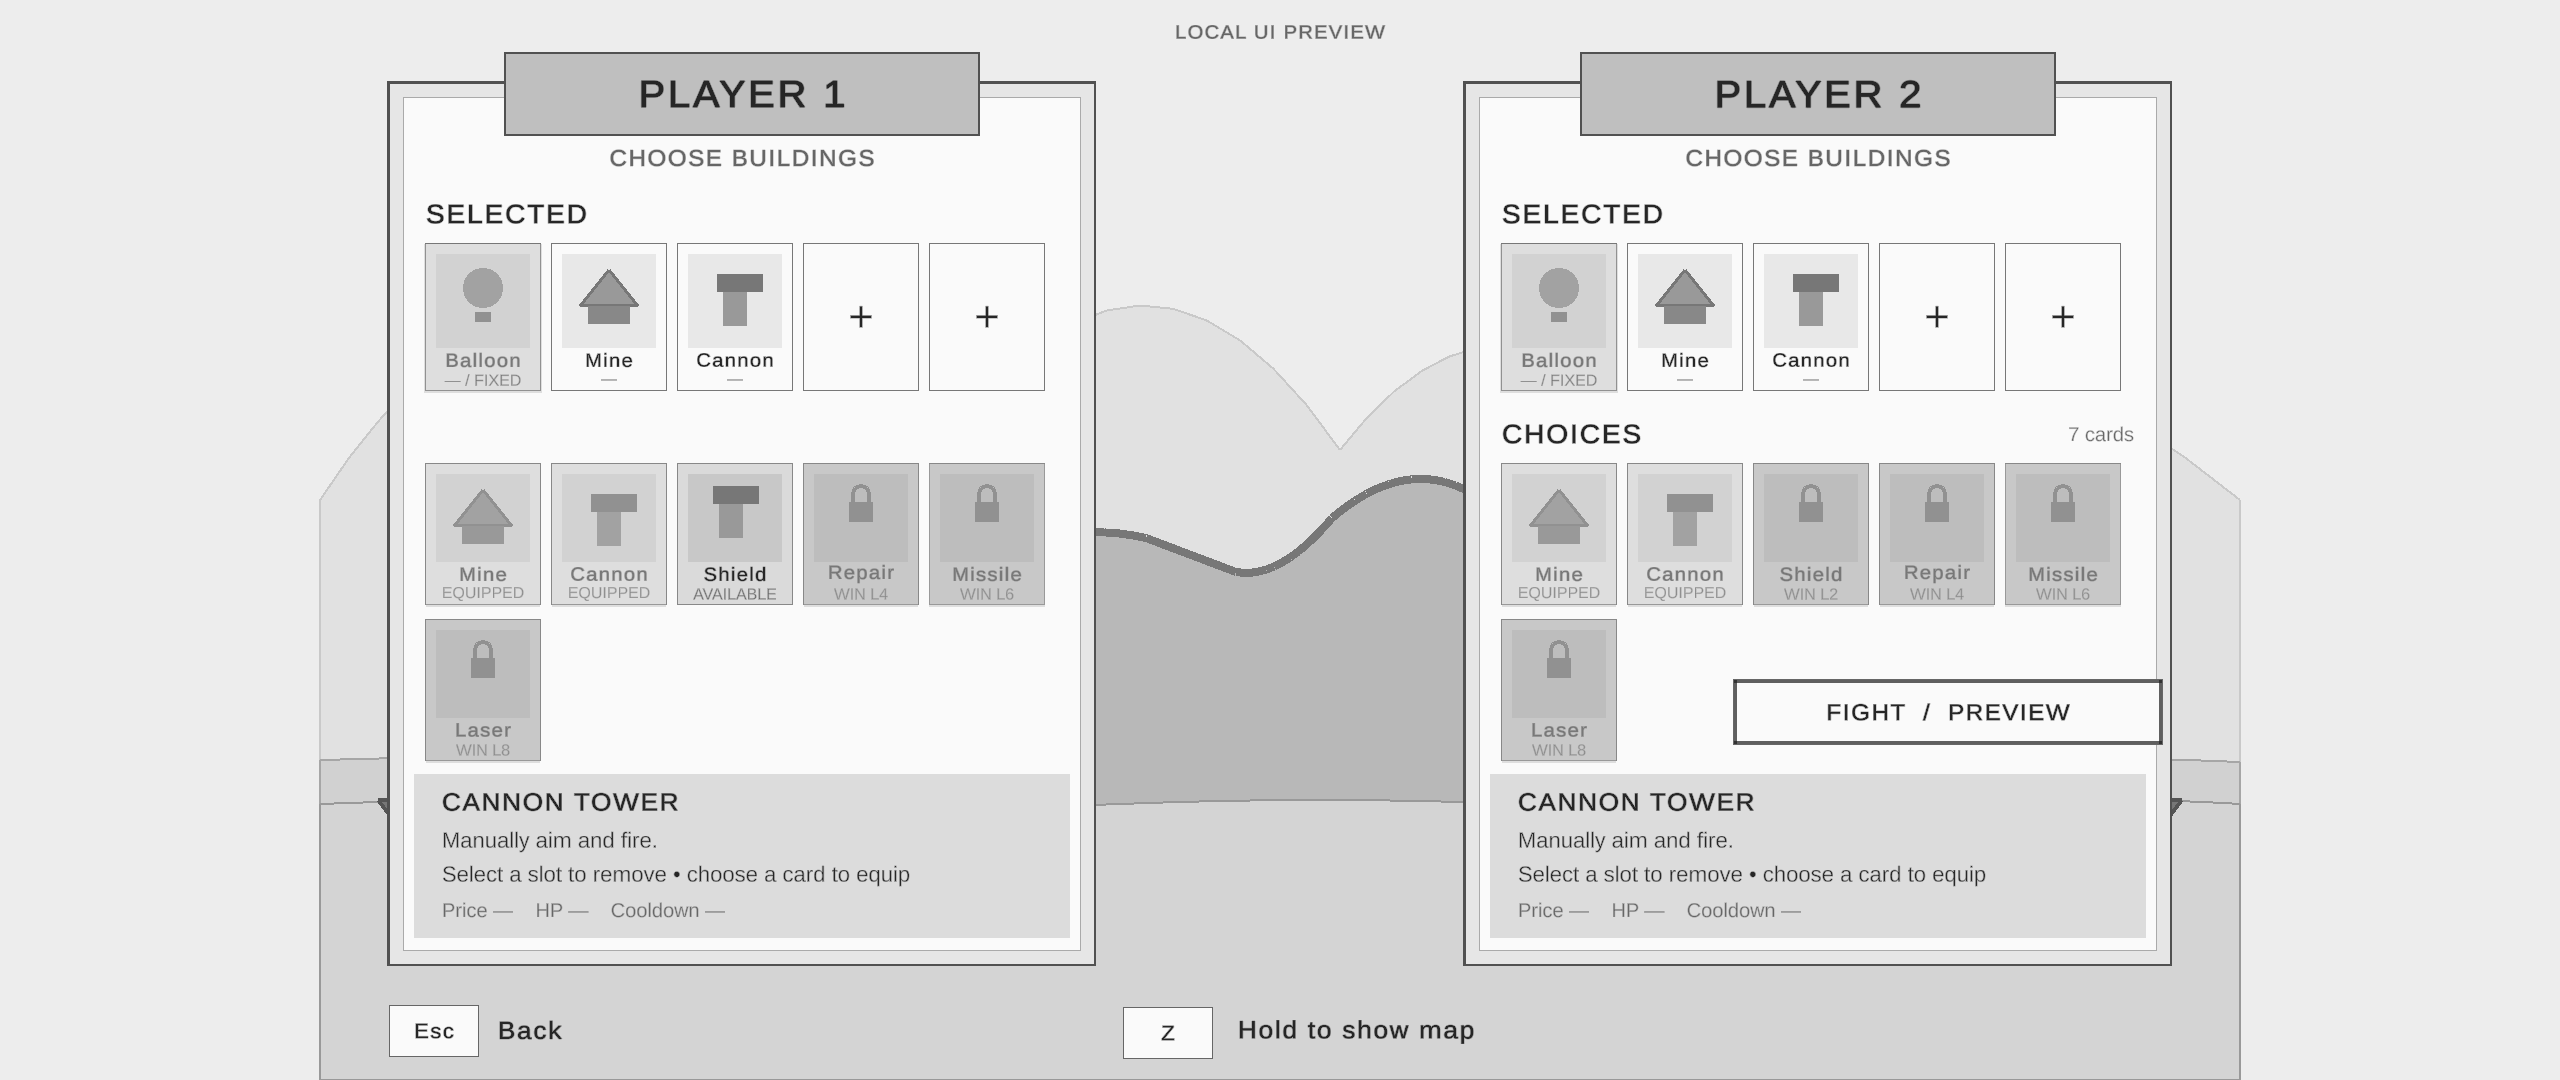 LOCAL UI PREVIEW
PLAYER 1
CHOOSE BUILDINGS
SELECTED
Balloon
— / FIXED
Mine
—
Cannon
—
+
+
Mine
EQUIPPED
Cannon
EQUIPPED
Shield
AVAILABLE
Repair
WIN L4
Missile
WIN L6
Laser
WIN L8
CANNON TOWER
Manually aim and fire.
Select a slot to remove • choose a card to equip
Price — HP — Cooldown —
PLAYER 2
CHOOSE BUILDINGS
SELECTED
Balloon
— / FIXED
Mine
—
Cannon
—
+
+
CHOICES
7 cards
Mine
EQUIPPED
Cannon
EQUIPPED
Shield
WIN L2
Repair
WIN L4
Missile
WIN L6
Laser
WIN L8
FIGHT / PREVIEW
CANNON TOWER
Manually aim and fire.
Select a slot to remove • choose a card to equip
Price — HP — Cooldown —
Esc Back
Z Hold to show map